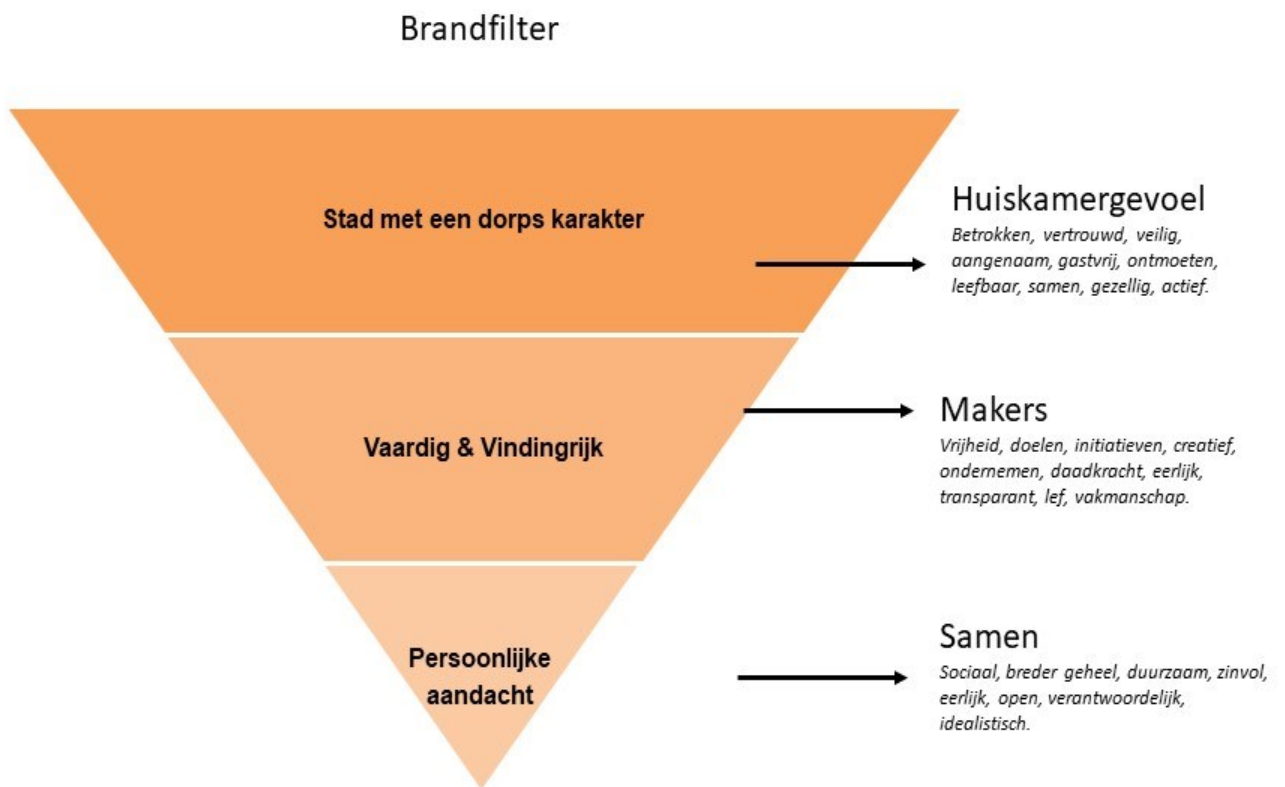 Brandfilter
Stad met een dorps karakter
Huiskamergevoel
Betrokken, vertrouwd, veilig,
aangenaam, gastvrij, ontmoeten,
leefbaar, samen, gezellig, actief.
Vaardig & Vindingrijk
Makers
Vrijheid, doelen, initiatieven, creatief,
ondernemen, daadkracht, eerlijk,
transparant, lef, vakmanschap.
Persoonlijke
aandacht
Samen
Sociaal, breder geheel, duurzaam, zinvol,
eerlijk, open, verantwoordelijk,
idealistisch.